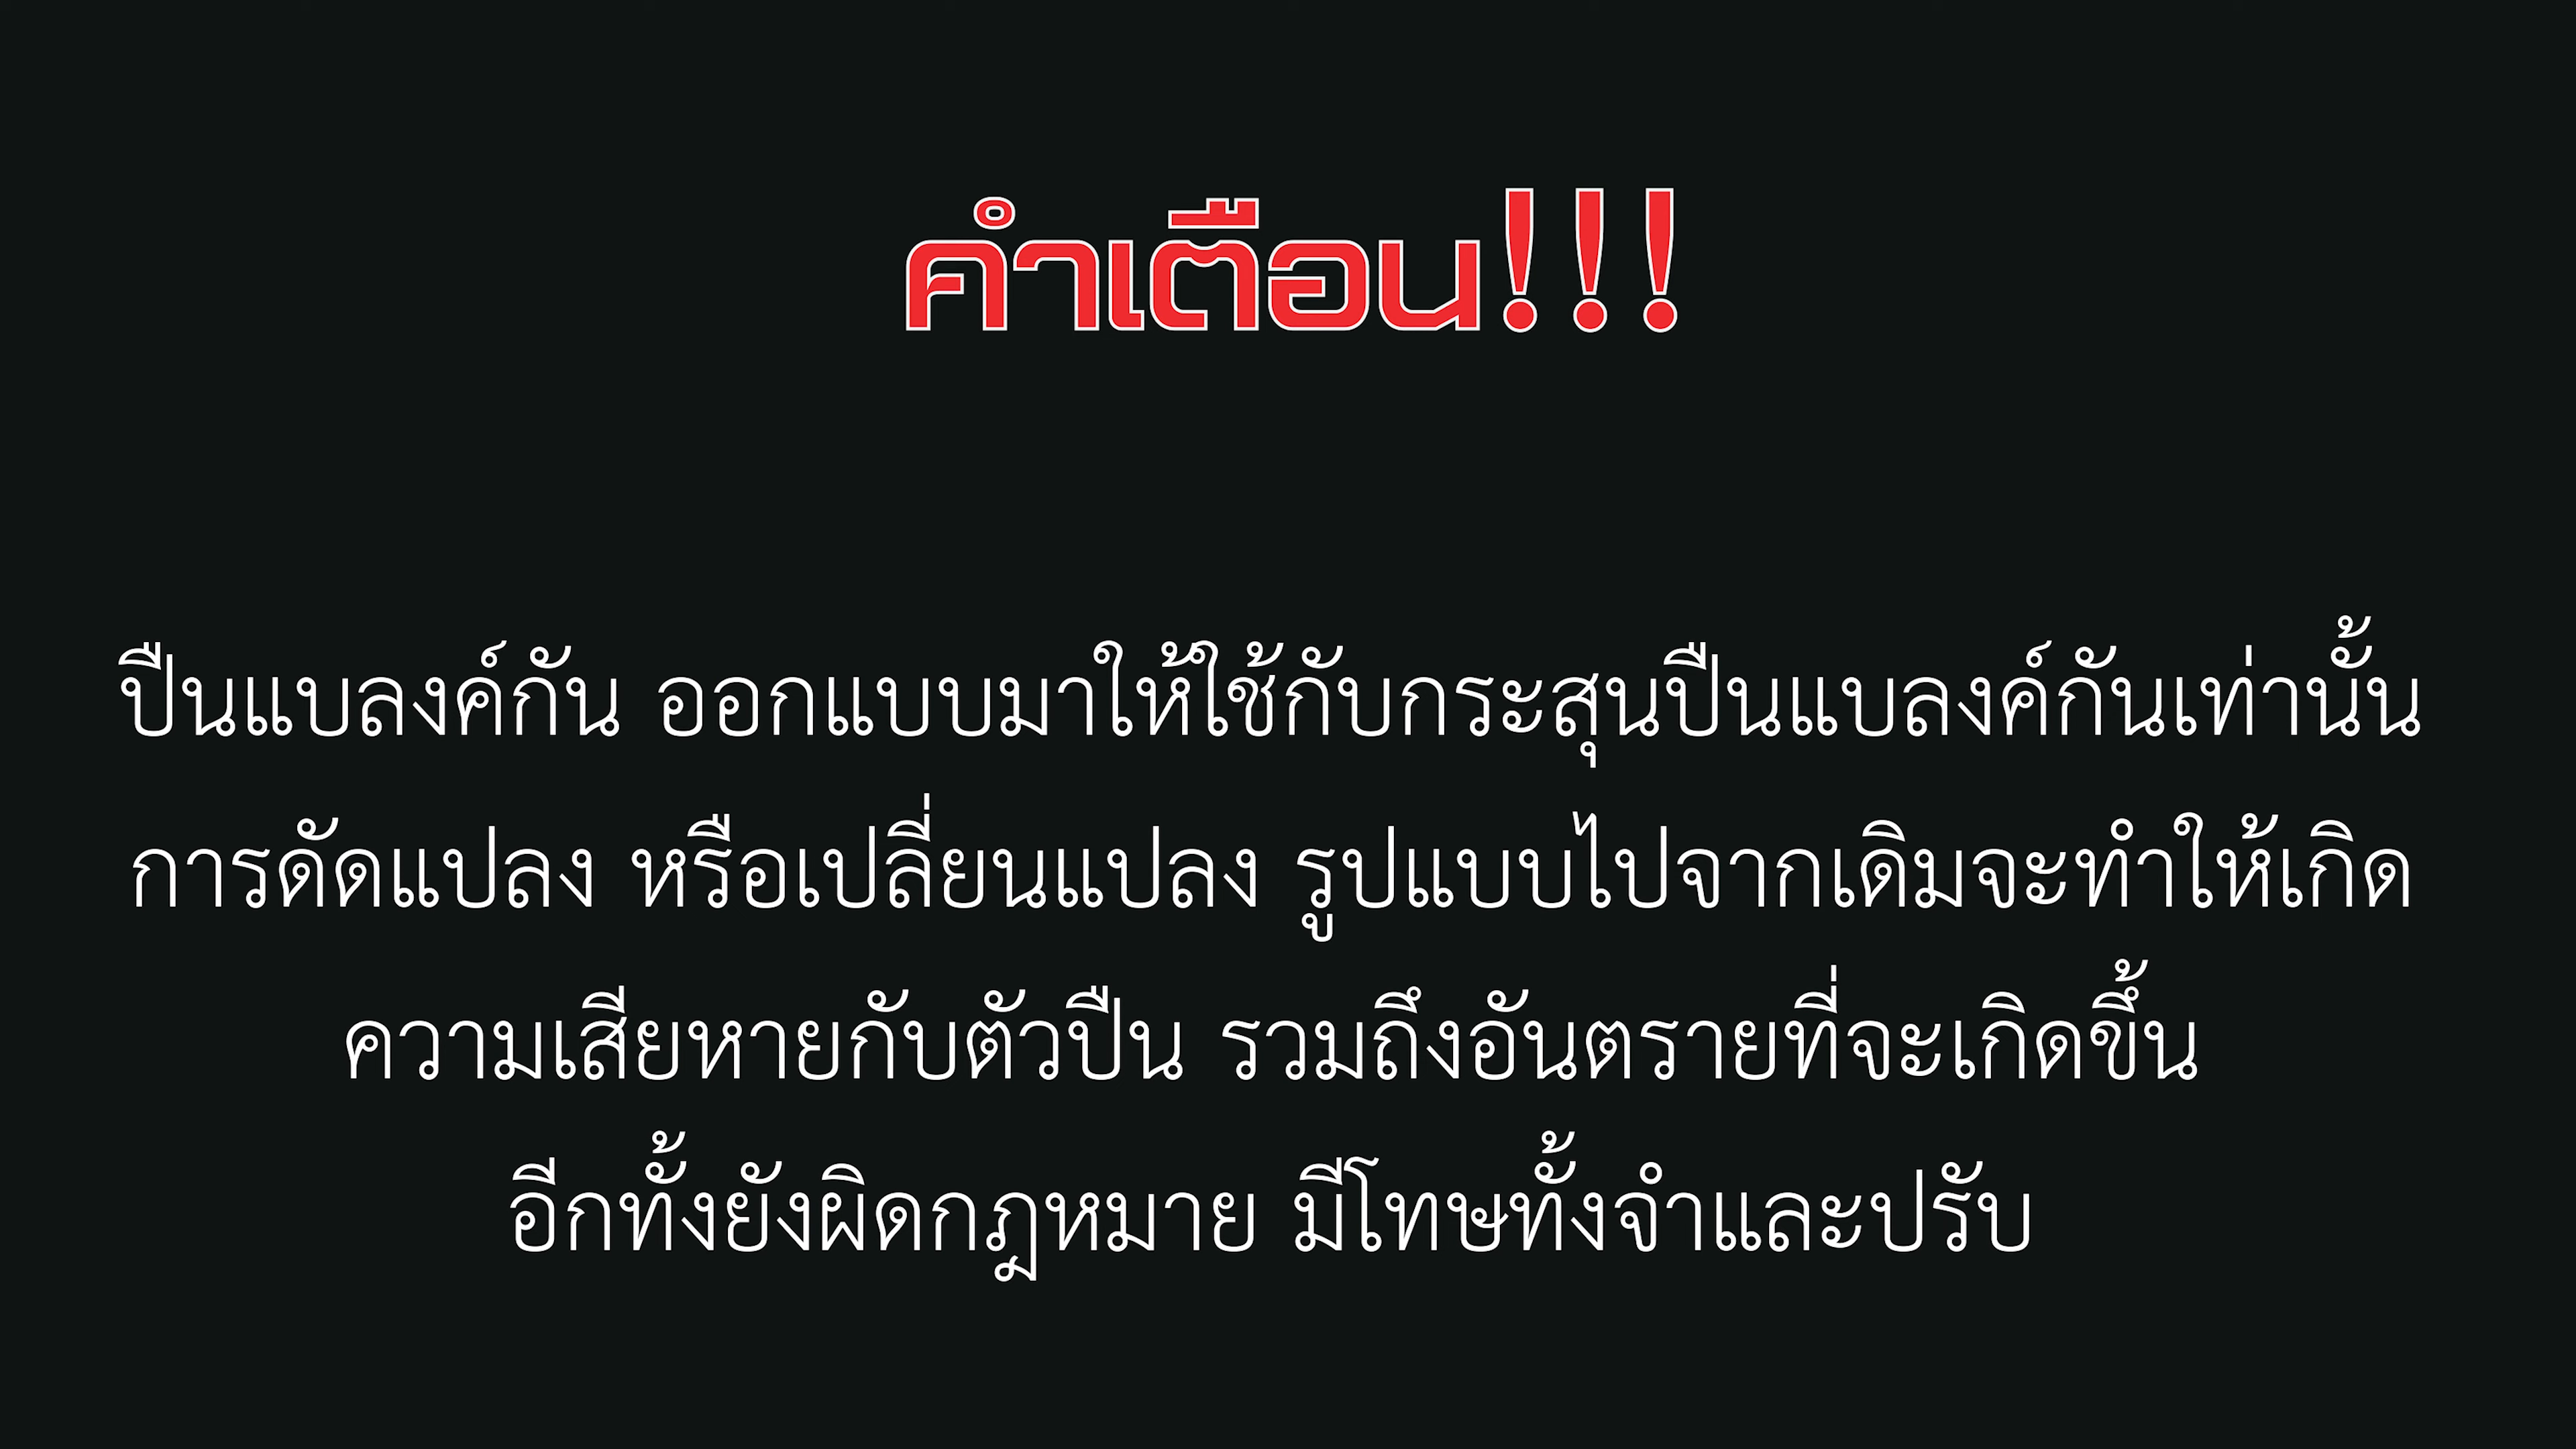 คำเตือน!!!
ปืนแบลงค์กัน ออกแบบมาให้ใช้กับกระสุนปืนแบลงค์กันเท่านั้น
การดัดแปลง หรือเปลี่ยนแปลง รูปแบบไปจากเดิมจะทำให้เกิด
ความเสียหายกับตัวปืน รวมถึงอันตรายที่จะเกิดขึ้น
อีกทั้งยังผิดกฎหมาย มีโทษทั้งจำและปรับ